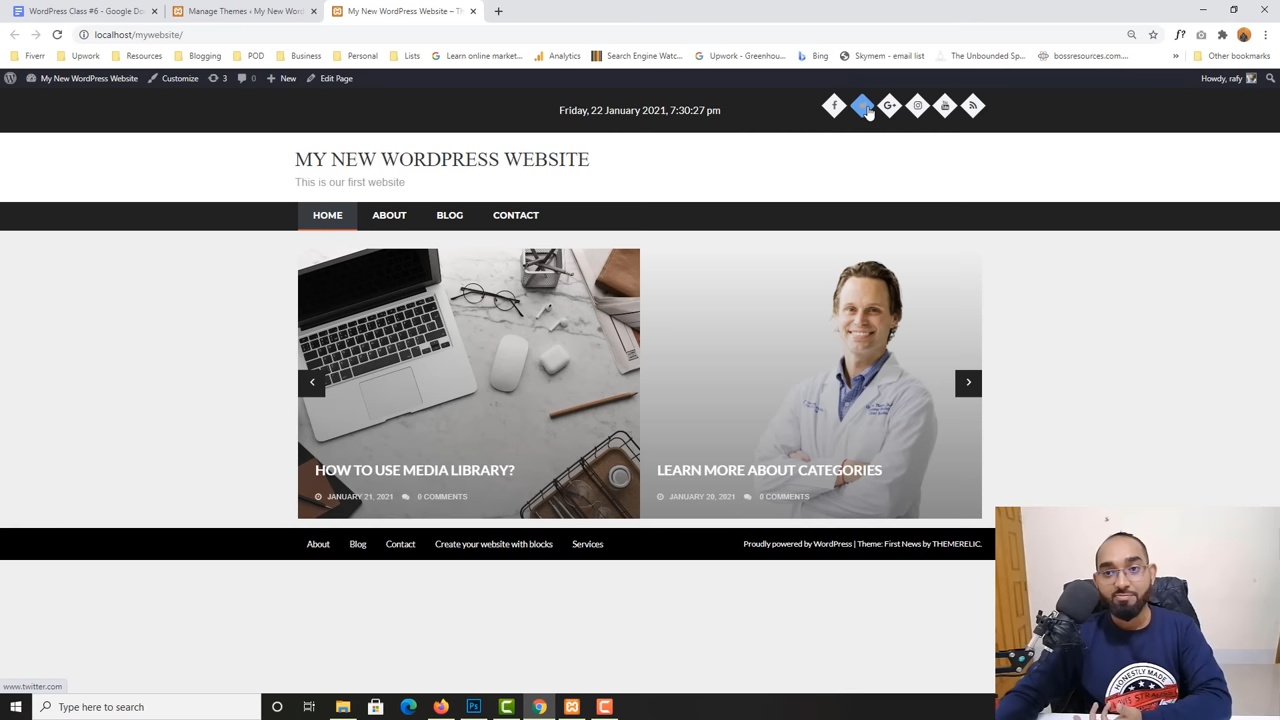 WordPress Class #6 - Google Do
Manage Themes ‹ My New Word
My New WordPress Website – Th
localhost/mywebsite/
Fiverr
Upwork
Resources
Blogging
POD
Business
Personal
Lists
Learn online market...
Analytics
Search Engine Watc...
Upwork - Greenhou...
Bing
Skymem - email list
The Unbounded Sp...
bossresources.com...
Other bookmarks
My New WordPress Website
Customize
3
0
New
Edit Page
Howdy, rafy
Friday, 22 January 2021, 7:30:27 pm
MY NEW WORDPRESS WEBSITE
This is our first website
HOME
ABOUT
BLOG
CONTACT
HOW TO USE MEDIA LIBRARY?
JANUARY 21, 2021
0 COMMENTS
LEARN MORE ABOUT CATEGORIES
JANUARY 20, 2021
0 COMMENTS
About
Blog
Contact
Create your website with blocks
Services
Proudly powered by WordPress | Theme: First News by THEMERELIC.
HONESTLY MADE
www.twitter.com
Type here to search